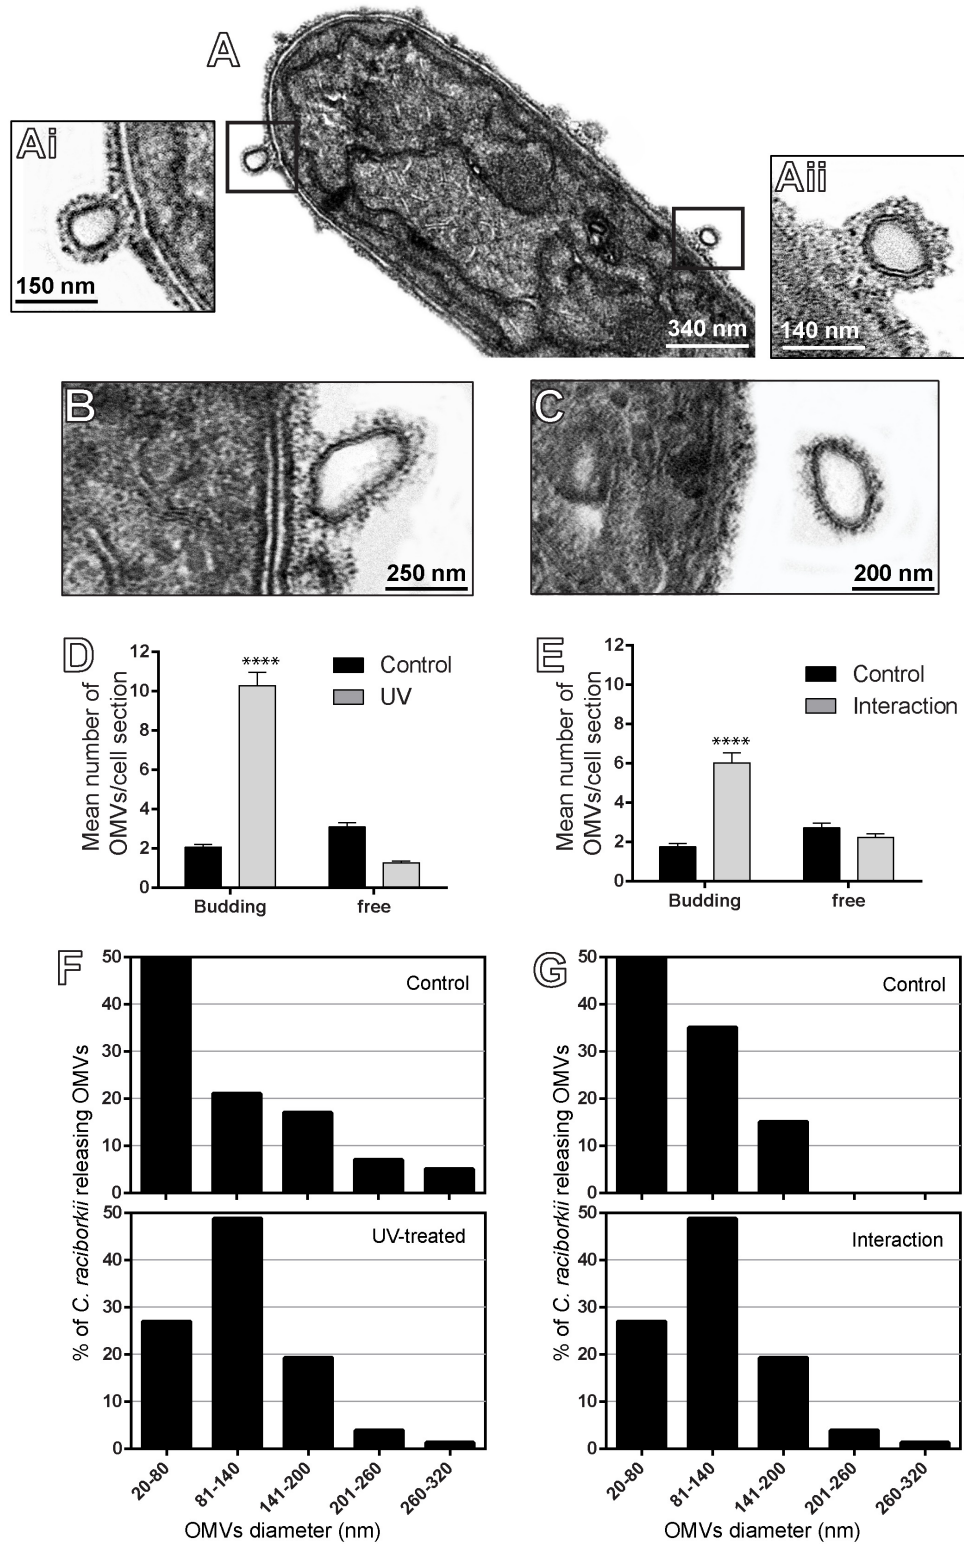 A
Ai
150 nm
340 nm
Aii
140 nm
B
250 nm
C
200 nm
D
Mean number of
OMVs/cell section
12
10
8
6
4
2
0
****
Control
UV
Budding
free
E
Mean number of
OMVs/cell section
12
10
8
6
4
2
0
****
Control
Interaction
Budding
free
F
% of C. raciborkii releasing OMVs
50
40
30
20
10
0
Control
50
40
30
20
10
0
UV-treated
20-80
81-140
141-200
201-260
260-320
OMVs diameter (nm)
G
% of C. raciborkii releasing OMVs
50
40
30
20
10
0
Control
50
40
30
20
10
0
Interaction
20-80
81-140
141-200
201-260
260-320
OMVs diameter (nm)